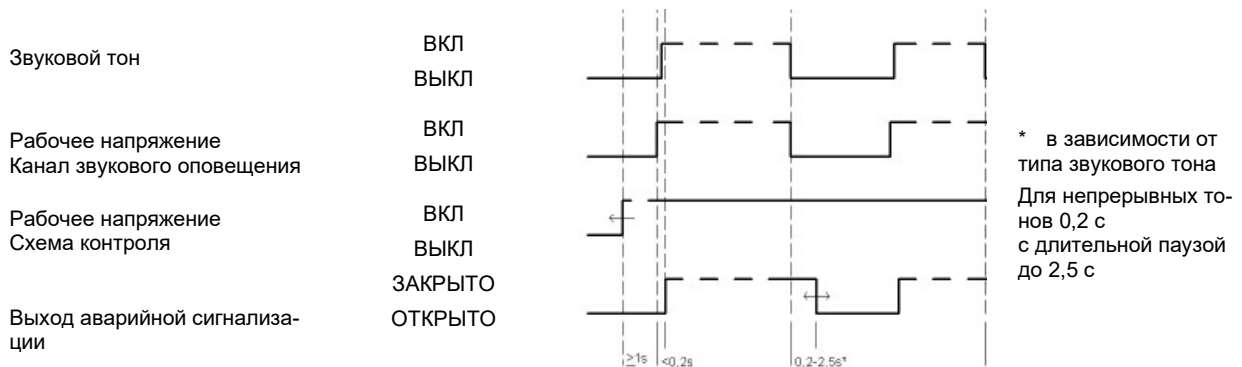 Звуковой тон
ВКЛ
ВЫКЛ
Рабочее напряжение
Канал звукового оповещения
ВКЛ
ВЫКЛ
Рабочее напряжение
Схема контроля
ВКЛ
ВЫКЛ
Выход аварийной сигнализа-
ции
ЗАКРЫТО
ОТКРЫТО
≥1s
<0.2s
0.2-2.5s*
* в зависимости от
типа звукового тона
Для непрерывных то-
нов 0,2 с
с длительной паузой
до 2,5 с